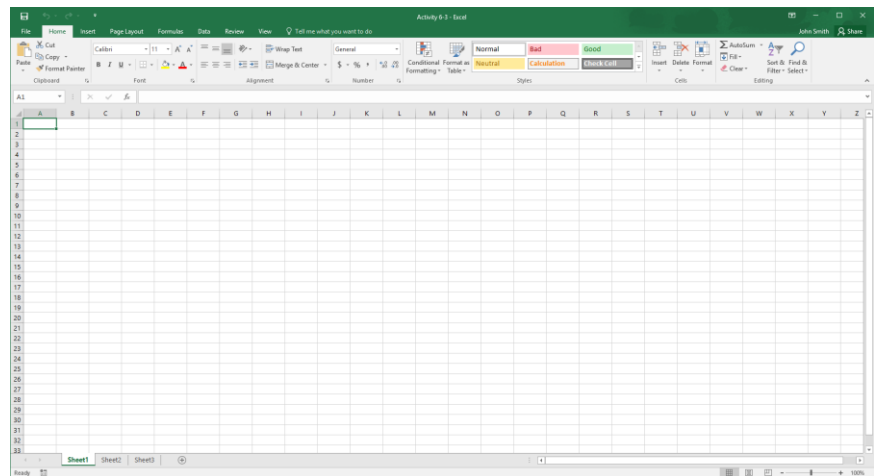 Activity 6-3 - Excel
File Home Insert Page Layout Formulas Data Review View Tell me what you want to do John Smith Share
Paste Cut Copy Format Painter
Calibri 11
B I U
Wrap Text
Merge & Center
General
$ % ,
Conditional Formatting Format as Table
Normal Bad Good
Neutral Calculation Check Cell
Insert Delete Format
AutoSum
Fill
Clear
Sort & Filter Find & Select
Clipboard Font Alignment Number Styles Cells Editing
A1 fx
A B C D E F G H I J K L M N O P Q R S T U V W X Y Z
1
2
3
4
5
6
7
8
9
10
11
12
13
14
15
16
17
18
19
20
21
22
23
24
25
26
27
28
29
30
31
32
33
Sheet1 Sheet2 Sheet3
Ready 100%